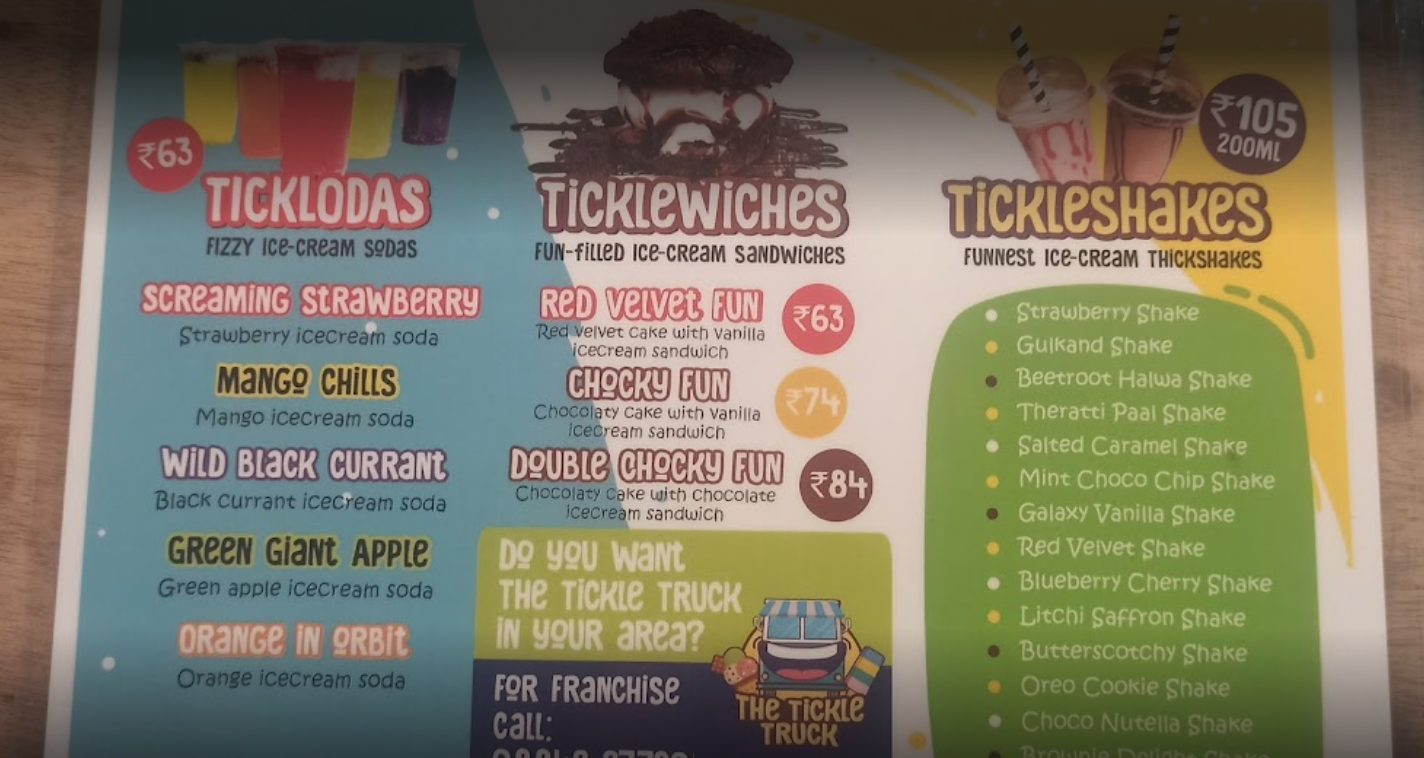 ₹63
TICKLODAS
FIZZY ICE-CREAM SODAS
SCREAMING STRAWBERRY
Strawberry icecream soda
MANGO CHILLS
Mango icecream soda
WILD BLACK CURRANT
Black currant icecream soda
GREEN GIANT APPLE
Green apple icecream soda
ORANGE IN ORBIT
Orange icecream soda
TICKLEWICHES
FUN-FILLED ICE-CREAM SANDWICHES
RED VELVET FUN ₹63
Red velvet cake with vanilla
icecream sandwich
CHOCKY FUN ₹74
Chocolaty cake with vanilla
icecream sandwich
DOUBLE CHOCKY FUN ₹84
Chocolaty cake with chocolate
icecream sandwich
DO YOU WANT
THE TICKLE TRUCK
IN YOUR AREA?
FOR FRANCHISE
CALL:
THE TICKLE
TRUCK
₹105
200ML
TICKLESHAKES
FUNNEST ICE-CREAM THICKSHAKES
Strawberry Shake
Gulkand Shake
Beetroot Halwa Shake
Theratti Paal Shake
Salted Caramel Shake
Mint Choco Chip Shake
Galaxy Vanilla Shake
Red Velvet Shake
Blueberry Cherry Shake
Litchi Saffron Shake
Butterscotchy Shake
Oreo Cookie Shake
Choco Nutella Shake
Brownie Delight Shake